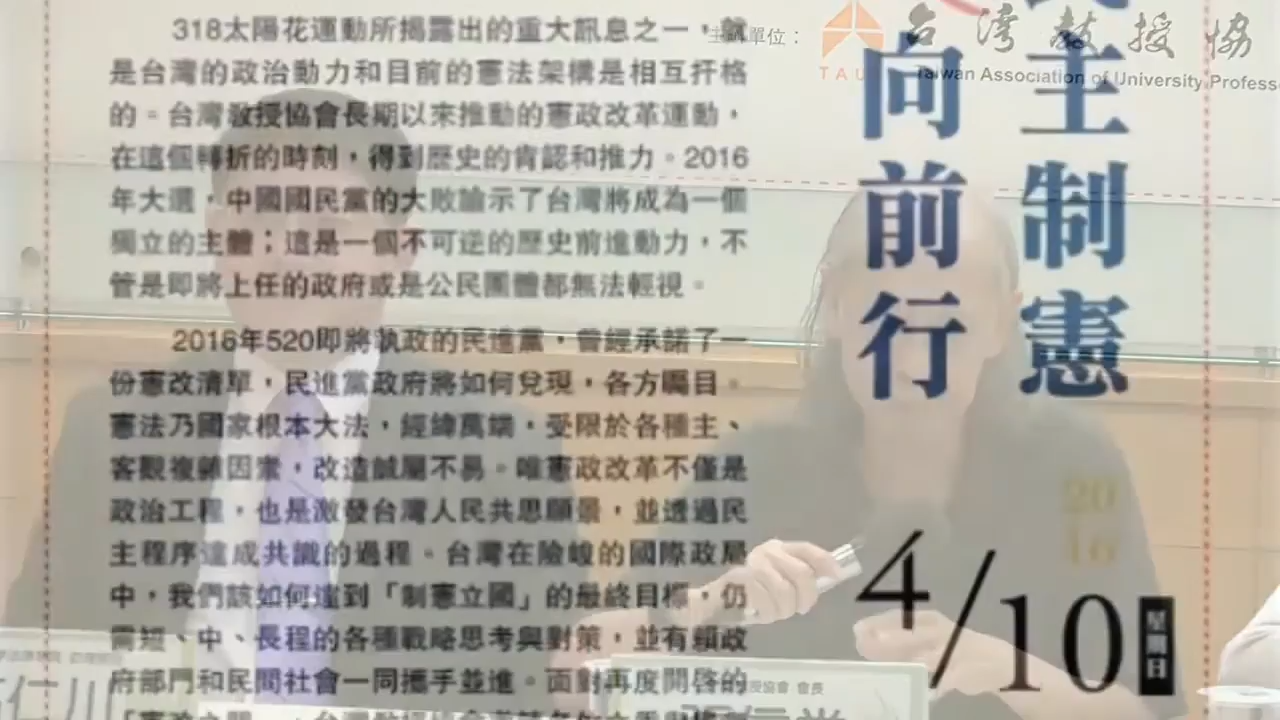 318太陽花運動所揭露出的重大訊息之一，就
是台灣的政治動力和目前的憲法架構是相互扞格
的。台灣教授協會長期以來推動的憲政改革運動，
在這個轉折的時刻，得到歷史的肯認和推力。2016
年大選，中國國民黨的大敗諭示了台灣將成為一個
獨立的主體；這是一個不可逆的歷史前進動力，不
管是即將上任的政府或是公民團體都無法輕視。
2016年520即將執政的民進黨，曾經承諾了一
份憲改清單，民進黨政府將如何兌現，各方矚目。
憲法乃國家根本大法，經緯萬端，受限於各種主、
客觀複雜因素，改造誠屬不易。唯憲政改革不僅是
政治工程，也是激發台灣人民共思願景，並透過民
主程序達成共識的過程。台灣在險峻的國際政局
中，我們該如何達到「制憲立國」的最終目標，仍
需短、中、長程的各種戰略思考與對策，並有賴政
府部門和民間社會一同攜手並進。面對再度開啓的
主辦單位：
台灣教授協
TAUP
Taiwan Association of University Profess
民主制憲
向前行
2016
4/10
星期日
仁川
授協會 會長